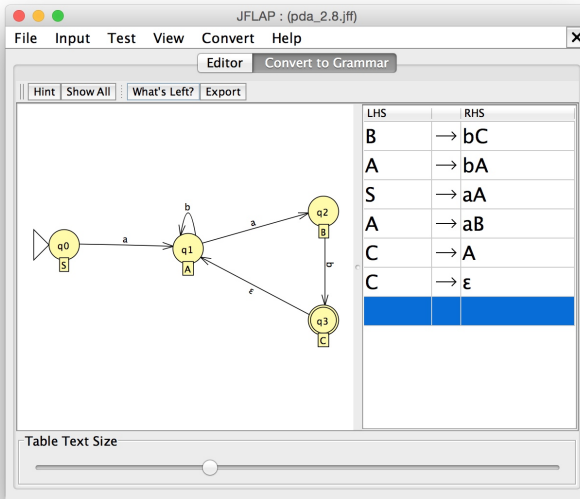 JFLAP : (pda_2.8.jff)
File Input Test View Convert Help
Editor Convert to Grammar
Hint Show All What's Left? Export
LHS RHS
B → bC
A → bA
S → aA
A → aB
C → A
C → ε
b
q2
a
B
q0
a
q1
S
A
b
ε
q3
C
Table Text Size